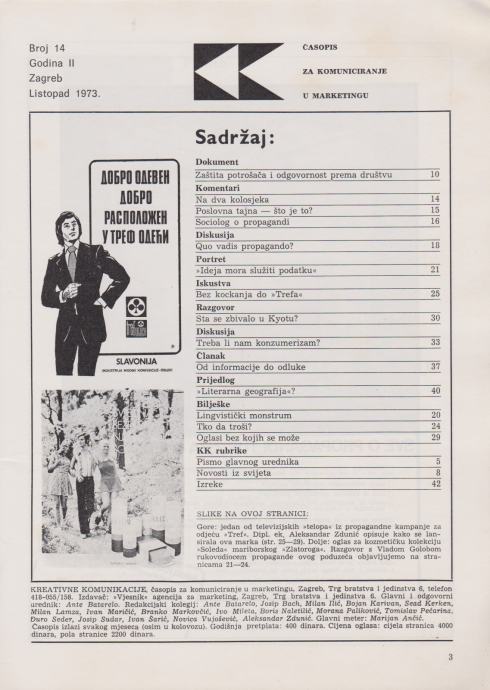 Broj 14
Godina II
Zagreb
Listopad 1973.
ČASOPIS
ZA KOMUNICIRANJE
U MARKETINGU
Sadržaj:
Dokument
Zaštita potrošača i odgovornost prema društvu 10
Komentari
Na dva kolosjeka 14
Poslovna tajna — što je to? 15
Sociolog o propagandi 16
Diskusija
Quo vadis propagando? 18
Portret
»Ideja mora služiti podatku« 21
Iskustva
Bez kockanja do »Trefa« 25
Razgovor
Sta se zbivalo u Kyotu? 30
Diskusija
Treba li nam konzumerizam? 33
Članak
Od informacije do odluke 37
Prijedlog
»Literarna geografija«? 40
Bilješke
Lingvistički monstrum 20
Tko da troši? 24
Oglasi bez kojih se može 29
KK rubrike
Pismo glavnog urednika 5
Novosti iz svijeta 8
Izreke 42
ДОБРО ОДЕВЕН
ДОБРО
РАСПОЛОЖЕН
У ТРЕФ ОДЕЋИ
SLAVONIJA
SLIKE NA OVOJ STRANICI:
Gore: jedan od televizijskih »telopa« iz propagandne kampanje za
odjeću »Tref«. Dipl. ek. Aleksandar Zdunić opisuje kako se lan-
sirala ova marka (str. 25—29). Dolje: oglas za kozmetičku kolekciju
»Soleda« mariborskog »Zlatoroga«. Razgovor s Vladom Golobom
rukovodiocem propagande ovog poduzeća objavljujemo na stra-
nicama 21—24.
KREATIVNE KOMUNIKACIJE, časopis za komuniciranje u marketingu, Zagreb, Trg bratstva i jedinstva 6, telefon
418-055/158. Izdavač: »Vjesnik« agencija za marketing, Zagreb, Trg bratstva i jedinstva 6. Glavni i odgovorni
urednik: Ante Batarelo. Redakcijski kolegij: Ante Batarelo, Josip Bach, Milan Ilić, Bojan Karivan, Sead Kerken,
Milan Lamza, Ivan Maričić, Branko Markovčić, Ivo Mileta, Boris Naletilić, Morana Paliković, Tomislav Pečarina,
Đuro Seder, Josip Sudar, Ivan Šarić, Novica Vujošević, Aleksandar Zdunić. Glavni meter: Marijan Ančić.
Časopis izlazi svakog mjeseca (osim u kolovozu). Godišnja pretplata: 400 dinara. Cijena oglasa: cijela stranica 4000
dinara, pola stranice 2200 dinara.
3